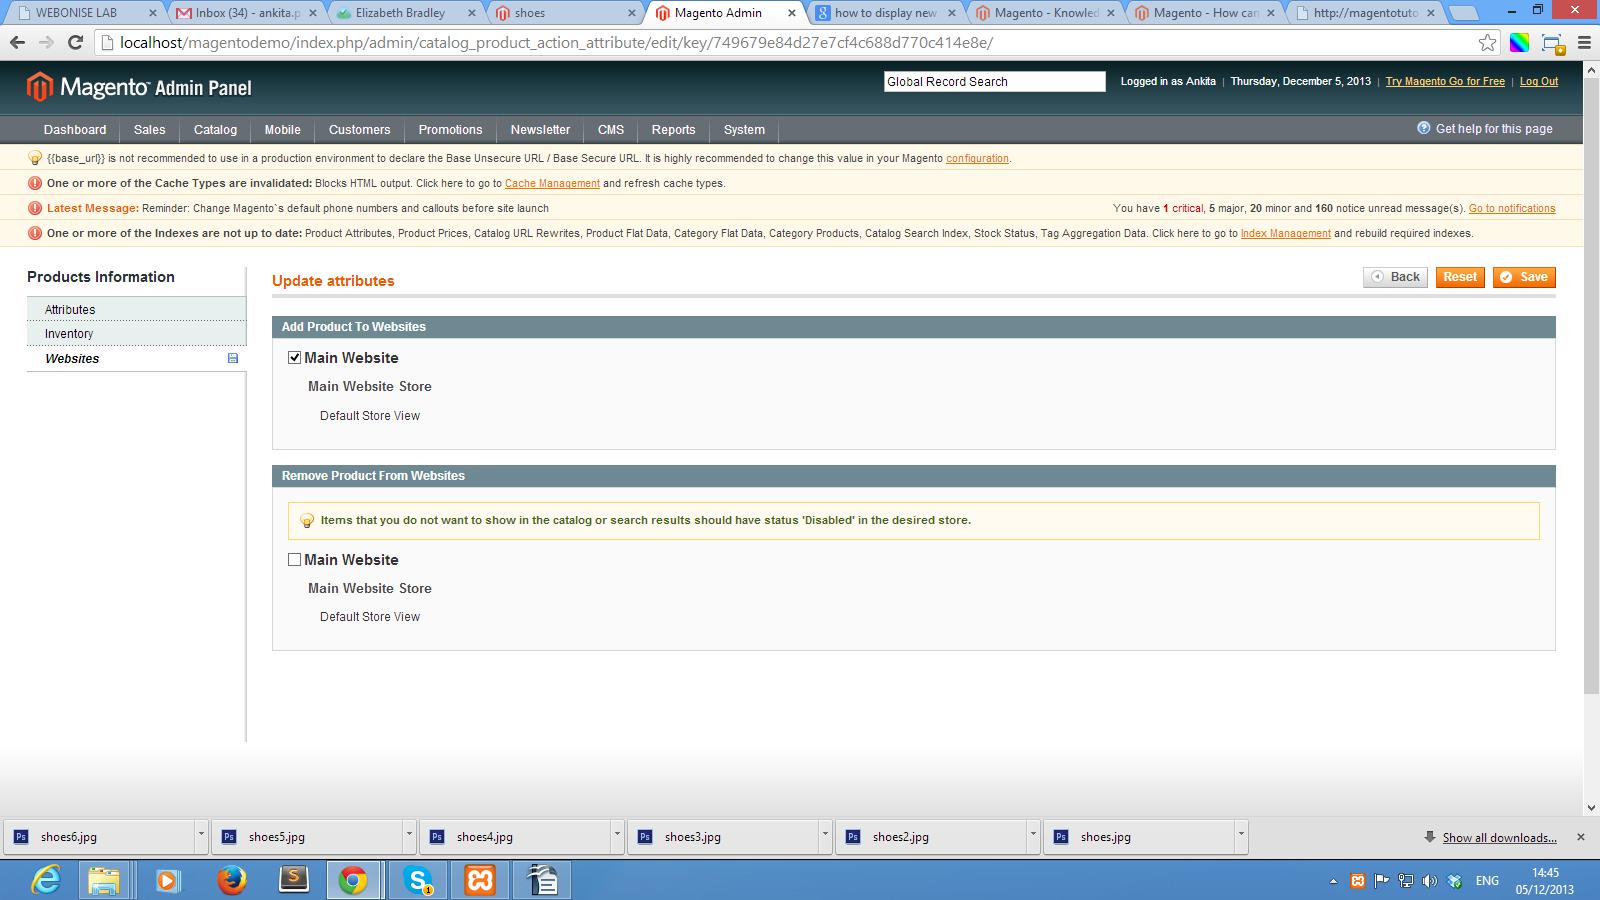 WEBONISE LAB
Inbox (34) - ankita.p
Elizabeth Bradley
shoes
Magento Admin
how to display new
Magento - Knowled
Magento - How can
http://magentotuto
localhost/magentodemo/index.php/admin/catalog_product_action_attribute/edit/key/749679e84d27e7cf4c688d770c414e8e/
Magento Admin Panel
Global Record Search
Logged in as Ankita | Thursday, December 5, 2013 | Try Magento Go for Free | Log Out
Dashboard Sales Catalog Mobile Customers Promotions Newsletter CMS Reports System
Get help for this page
{{base_url}} is not recommended to use in a production environment to declare the Base Unsecure URL / Base Secure URL. It is highly recommended to change this value in your Magento configuration.
One or more of the Cache Types are invalidated: Blocks HTML output. Click here to go to Cache Management and refresh cache types.
Latest Message: Reminder: Change Magento`s default phone numbers and callouts before site launch
You have 1 critical, 5 major, 20 minor and 160 notice unread message(s). Go to notifications
One or more of the Indexes are not up to date: Product Attributes, Product Prices, Catalog URL Rewrites, Product Flat Data, Category Flat Data, Category Products, Catalog Search Index, Stock Status, Tag Aggregation Data. Click here to go to Index Management and rebuild required indexes.
Products Information
Attributes
Inventory
Websites
Update attributes
Back
Reset
Save
Add Product To Websites
Main Website
Main Website Store
Default Store View
Remove Product From Websites
Items that you do not want to show in the catalog or search results should have status 'Disabled' in the desired store.
Main Website
Main Website Store
Default Store View
Ps shoes6.jpg
Ps shoes5.jpg
Ps shoes4.jpg
Ps shoes3.jpg
Ps shoes2.jpg
Ps shoes.jpg
Show all downloads...
S
1
ENG
14:45
05/12/2013